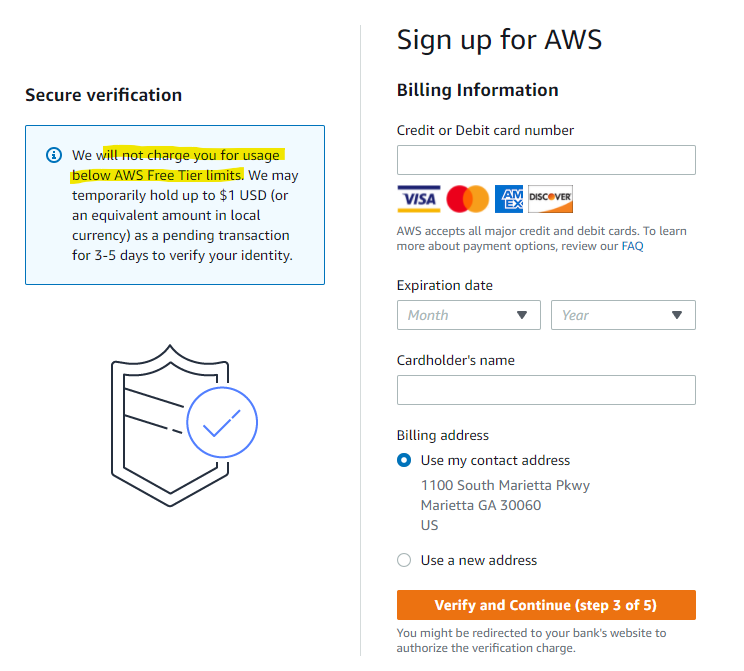 Secure verification
We will not charge you for usage
below AWS Free Tier limits. We may
temporarily hold up to $1 USD (or
an equivalent amount in local
currency) as a pending transaction
for 3-5 days to verify your identity.
Sign up for AWS
Billing Information
Credit or Debit card number
VISA AM EX DISCOVER
AWS accepts all major credit and debit cards. To learn
more about payment options, review our FAQ
Expiration date
Month Year
Cardholder's name
Billing address
Use my contact address
1100 South Marietta Pkwy
Marietta GA 30060
US
Use a new address
Verify and Continue (step 3 of 5)
You might be redirected to your bank's website to
authorize the verification charge.